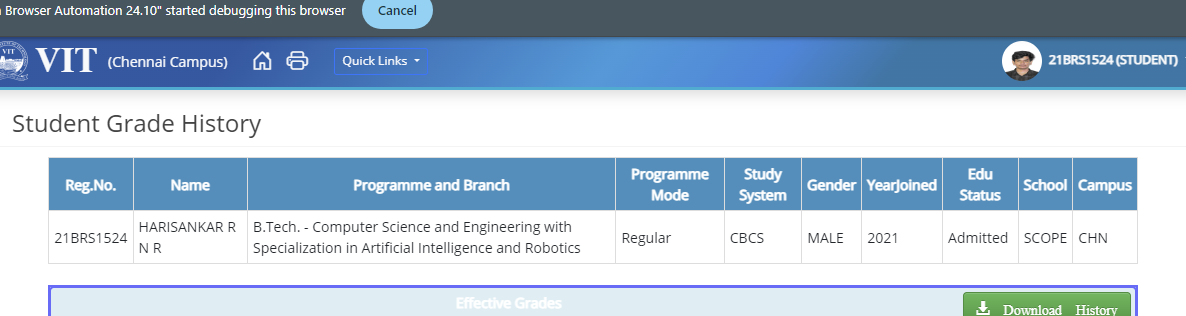 Browser Automation 24.10" started debugging this browser
Cancel
VIT
VIT (Chennai Campus)
Quick Links
21BRS1524 (STUDENT)
Student Grade History
Reg.No. Name Programme and Branch Programme Mode Study System Gender YearJoined Edu Status School Campus
21BRS1524 HARISANKAR R N R B.Tech. - Computer Science and Engineering with Specialization in Artificial Intelligence and Robotics Regular CBCS MALE 2021 Admitted SCOPE CHN
Effective Grades
Download History